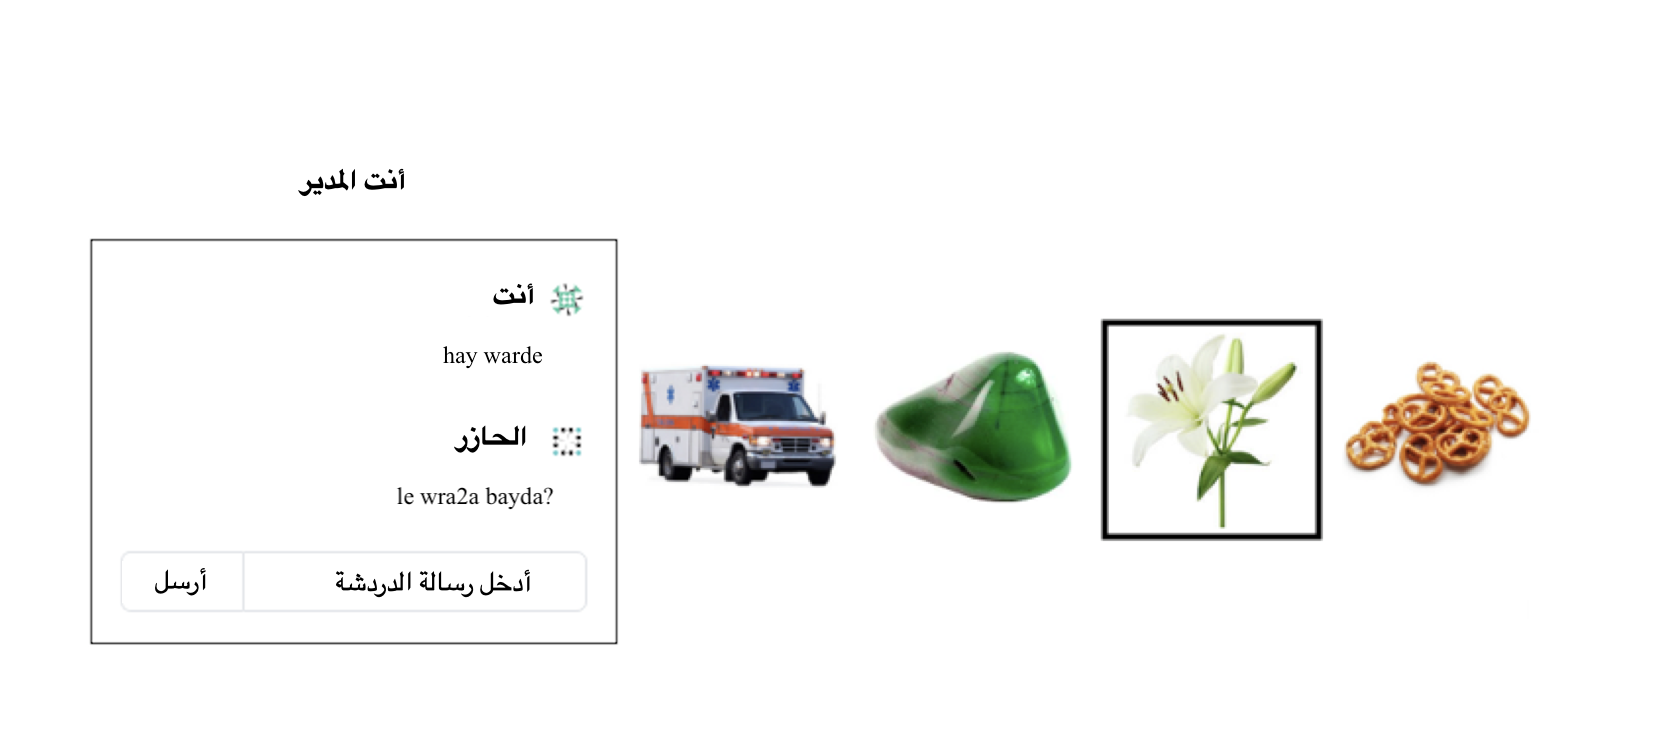 أنت المدير
أنت
hay warde
الحازر
le wra2a bayda?
أدخل رسالة الدردشة
أرسل